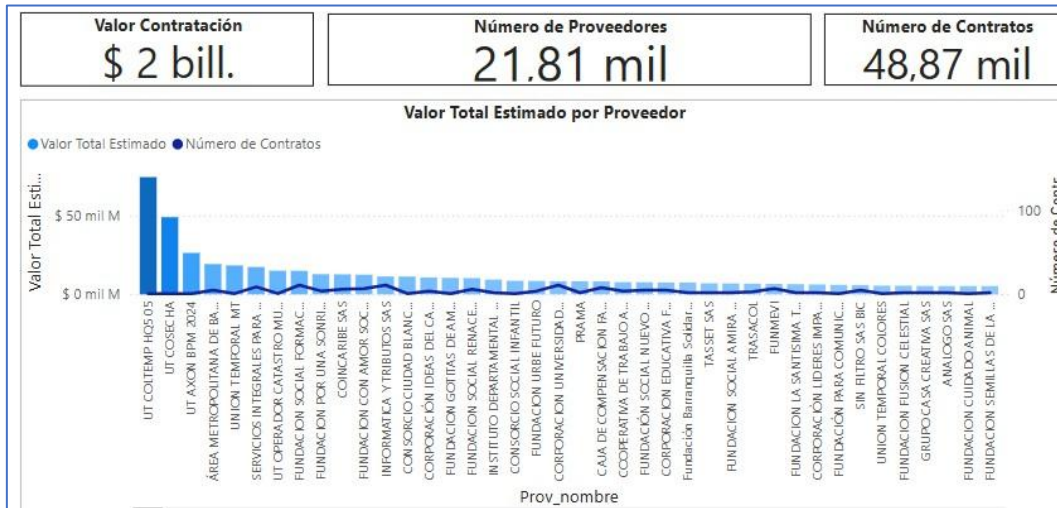 Valor Contratación
$ 2 bill.
Número de Proveedores
21,81 mil
Número de Contratos
48,87 mil
Valor Total Estimado por Proveedor
Valor Total Estimado Número de Contratos
Valor Total Esti...
$ 50 mil M
$ 0 mil M
100
0
Número de Contr...
UT COLTEMP HQ5 05
UT COSECHA
UT AXON BPM 2024
ÁREA METROPOLITANA DE BA...
UNION TEMPORAL MT
SERVICIOS INTEGRALES PARA ...
UT OPERADOR CATASTRO MU...
FUNDACION SOCIAL FORMAC...
FUNDACION POR UNA SONRI...
COINCARIBE SAS
FUNDACION CON AMOR SOC...
INFORMATICA Y TRIBUTOS SAS
CONSORCIO CIUDAD BLANC...
CORPORACIÓN IDEAS DEL CA...
FUNDACION GOTITAS DE AM...
FUNDACION SOCIAL RENACE...
INSTITUTO DEPARTAMENTAL ...
CONSORCIO SOCIAL INFANTIL
FUNDACION URBE FUTURO
CORPORACION UNIVERSIDAD...
PRAMA
CAJA DE COMPENSACION FA...
COOPERATIVA DE TRABAJO A...
FUNDACIÓN SOCIAL NUEVO ...
CORPORACION EDUCATIVA F...
Fundación Barranquilla Solidar...
TASSET SAS
FUNDACION SOCIAL AMIRA ...
TRASACOL
FUNMEVI
FUNDACION LA SANTISIMA T...
CORPORACIÓN LIDERES IMPA...
FUNDACIÓN PARA COMUNIC...
SIN FILTRO SAS BIC
UNION TEMPORAL COLORES
FUNDACION FUSION CELESTIAL
GRUPO CASA CREATIVA SAS
ANALOGO SAS
FUNDACION CUIDADO ANIMAL
FUNDACION SEMILLAS DE LA ...
Prov_nombre